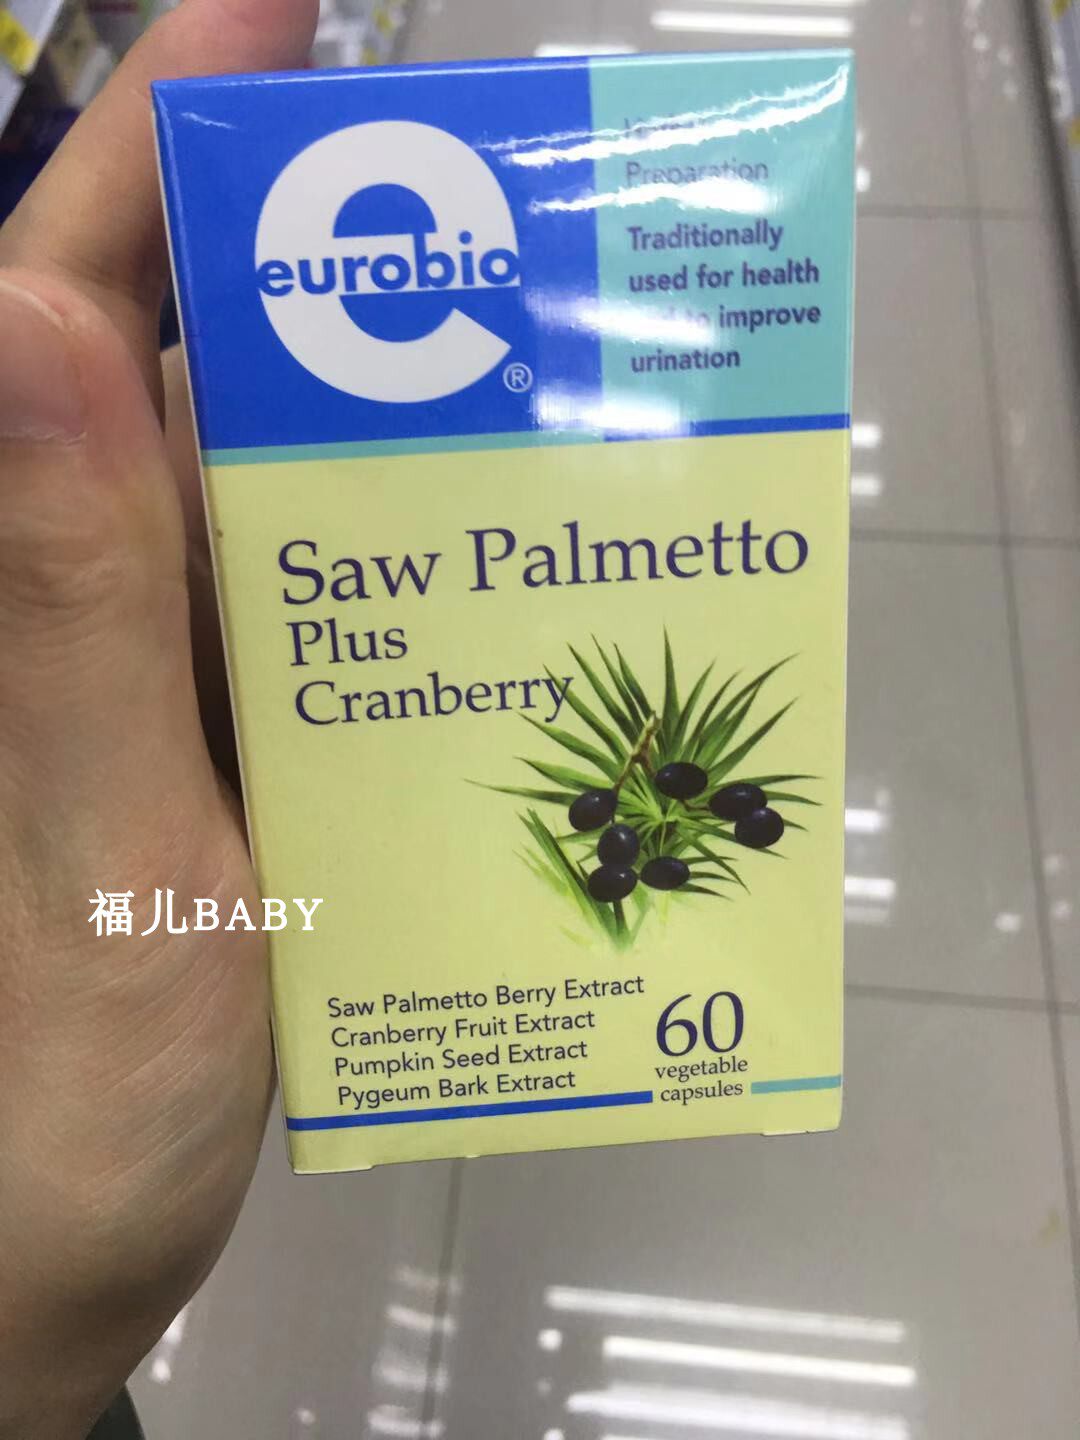 eurobio
®
Preparation
Traditionally
used for health
to improve
urination
Saw Palmetto
Plus
Cranberry
福儿BABY
Saw Palmetto Berry Extract
Cranberry Fruit Extract
Pumpkin Seed Extract
Pygeum Bark Extract
60
vegetable
capsules